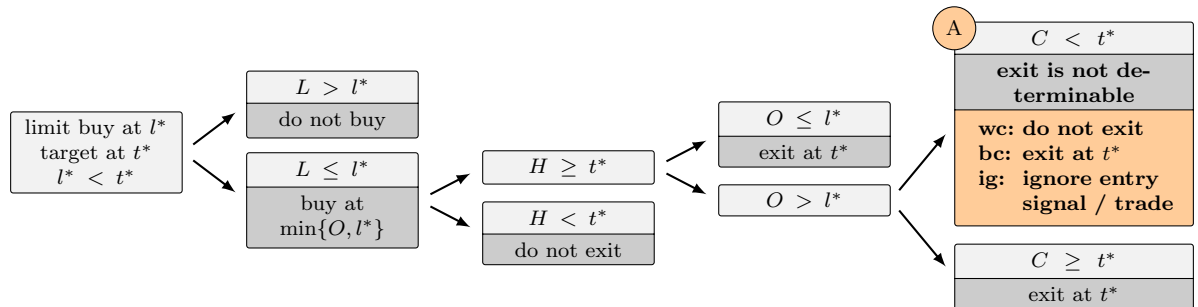 limit buy at l*
target at t*
l* < t*
L > l*
do not buy
L ≤ l*
buy at
min{O, l*}
H ≥ t*
H < t*
do not exit
O ≤ l*
exit at t*
O > l*
A
C < t*
exit is not de-
terminable
wc: do not exit
bc: exit at t*
ig: ignore entry
signal / trade
C ≥ t*
exit at t*